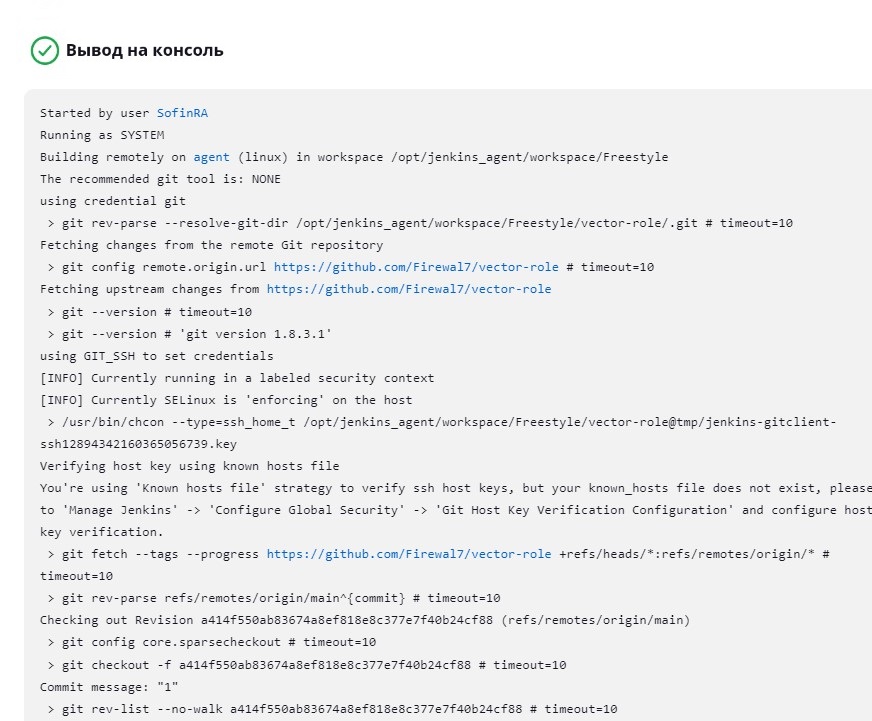 Вывод на консоль
Started by user SofinRA
Running as SYSTEM
Building remotely on agent (linux) in workspace /opt/jenkins_agent/workspace/Freestyle
The recommended git tool is: NONE
using credential git
> git rev-parse --resolve-git-dir /opt/jenkins_agent/workspace/Freestyle/vector-role/.git # timeout=10
Fetching changes from the remote Git repository
> git config remote.origin.url https://github.com/Firewal7/vector-role # timeout=10
Fetching upstream changes from https://github.com/Firewal7/vector-role
> git --version # timeout=10
> git --version # 'git version 1.8.3.1'
using GIT_SSH to set credentials
[INFO] Currently running in a labeled security context
[INFO] Currently SELinux is 'enforcing' on the host
> /usr/bin/chcon --type=ssh_home_t /opt/jenkins_agent/workspace/Freestyle/vector-role@tmp/jenkins-gitclient-
ssh12894342160365056739.key
Verifying host key using known hosts file
You're using 'Known hosts file' strategy to verify ssh host keys, but your known_hosts file does not exist, please
to 'Manage Jenkins' -> 'Configure Global Security' -> 'Git Host Key Verification Configuration' and configure host
key verification.
> git fetch --tags --progress https://github.com/Firewal7/vector-role +refs/heads/*:refs/remotes/origin/* #
timeout=10
> git rev-parse refs/remotes/origin/main^{commit} # timeout=10
Checking out Revision a414f550ab83674a8ef818e8c377e7f40b24cf88 (refs/remotes/origin/main)
> git config core.sparsecheckout # timeout=10
> git checkout -f a414f550ab83674a8ef818e8c377e7f40b24cf88 # timeout=10
Commit message: "1"
> git rev-list --no-walk a414f550ab83674a8ef818e8c377e7f40b24cf88 # timeout=10